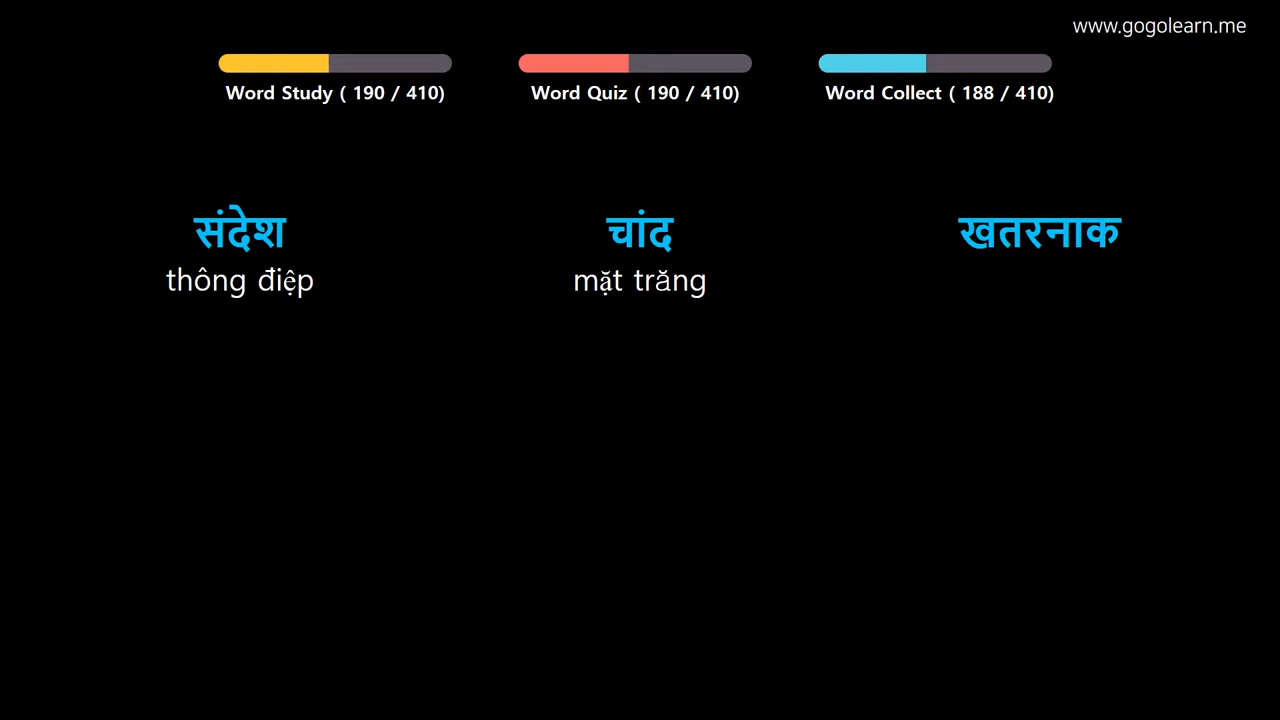 www.gogolearn.me
Word Study ( 190 / 410)
Word Quiz ( 190 / 410)
Word Collect ( 188 / 410)
संदेश
thông điệp
चांद
mặt trăng
खतरनाक